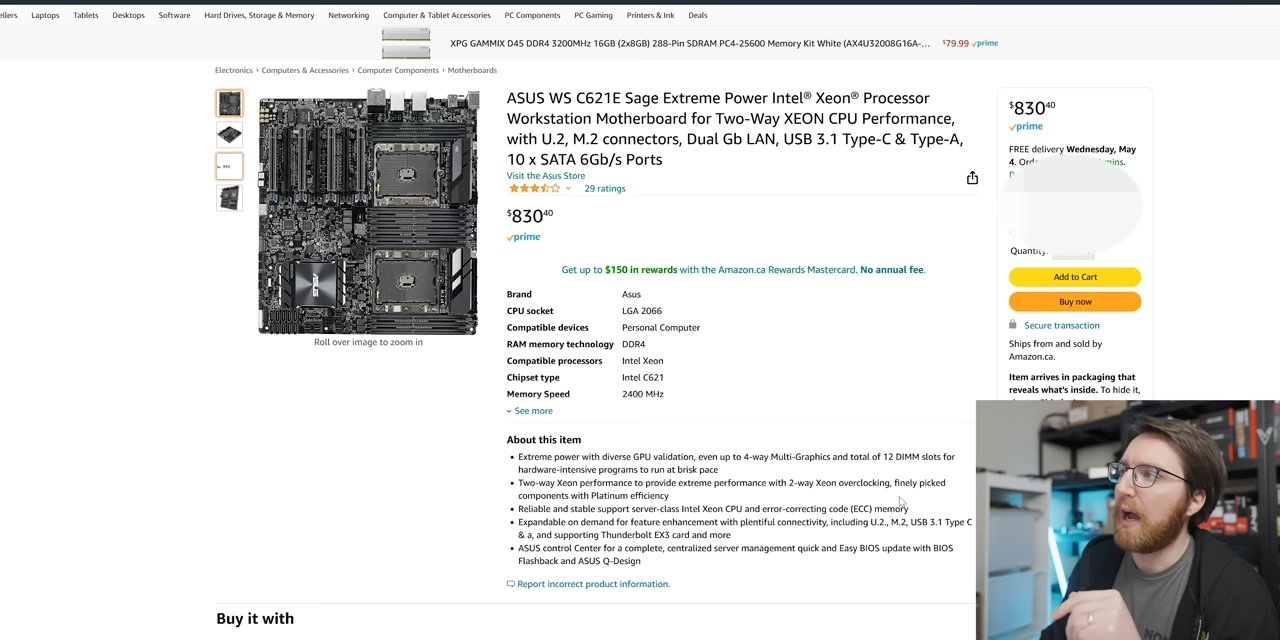 ellers Laptops Tablets Desktops Software Hard Drives, Storage & Memory Networking Computer & Tablet Accessories PC Components PC Gaming Printers & Ink Deals
XPG GAMMIX D45 DDR4 3200MHz 16GB (2x8GB) 288-Pin SDRAM PC4-25600 Memory Kit White (AX4U32008G16A-... $79.99 prime
Electronics › Computers & Accessories › Computer Components › Motherboards
ASUS WS C621E Sage Extreme Power Intel® Xeon® Processor
Workstation Motherboard for Two-Way XEON CPU Performance,
with U.2, M.2 connectors, Dual Gb LAN, USB 3.1 Type-C & Type-A,
10 x SATA 6Gb/s Ports
Visit the Asus Store
29 ratings
$83040
prime
Get up to $150 in rewards with the Amazon.ca Rewards Mastercard. No annual fee.
Brand Asus
CPU socket LGA 2066
Compatible devices Personal Computer
RAM memory technology DDR4
Compatible processors Intel Xeon
Chipset type Intel C621
Memory Speed 2400 MHz
See more
About this item
• Extreme power with diverse GPU validation, even up to 4-way Multi-Graphics and total of 12 DIMM slots for
hardware-intensive programs to run at brisk pace
• Two-way Xeon performance to provide extreme performance with 2-way Xeon overclocking, finely picked
components with Platinum efficiency
• Reliable and stable support server-class Intel Xeon CPU and error-correcting code (ECC) memory
• Expandable on demand for feature enhancement with plentiful connectivity, including U.2., M.2, USB 3.1 Type C
& a, and supporting Thunderbolt EX3 card and more
• ASUS control Center for a complete, centralized server management quick and Easy BIOS update with BIOS
Flashback and ASUS Q-Design
Report incorrect product information.
Buy it with
ASUS
Roll over image to zoom in
$83040
prime
FREE delivery Wednesday, May
4. mins.
Quantity:
Add to Cart
Buy now
Secure transaction
Ships from and sold by
Amazon.ca.
Item arrives in packaging that
reveals what's inside. To hide it,